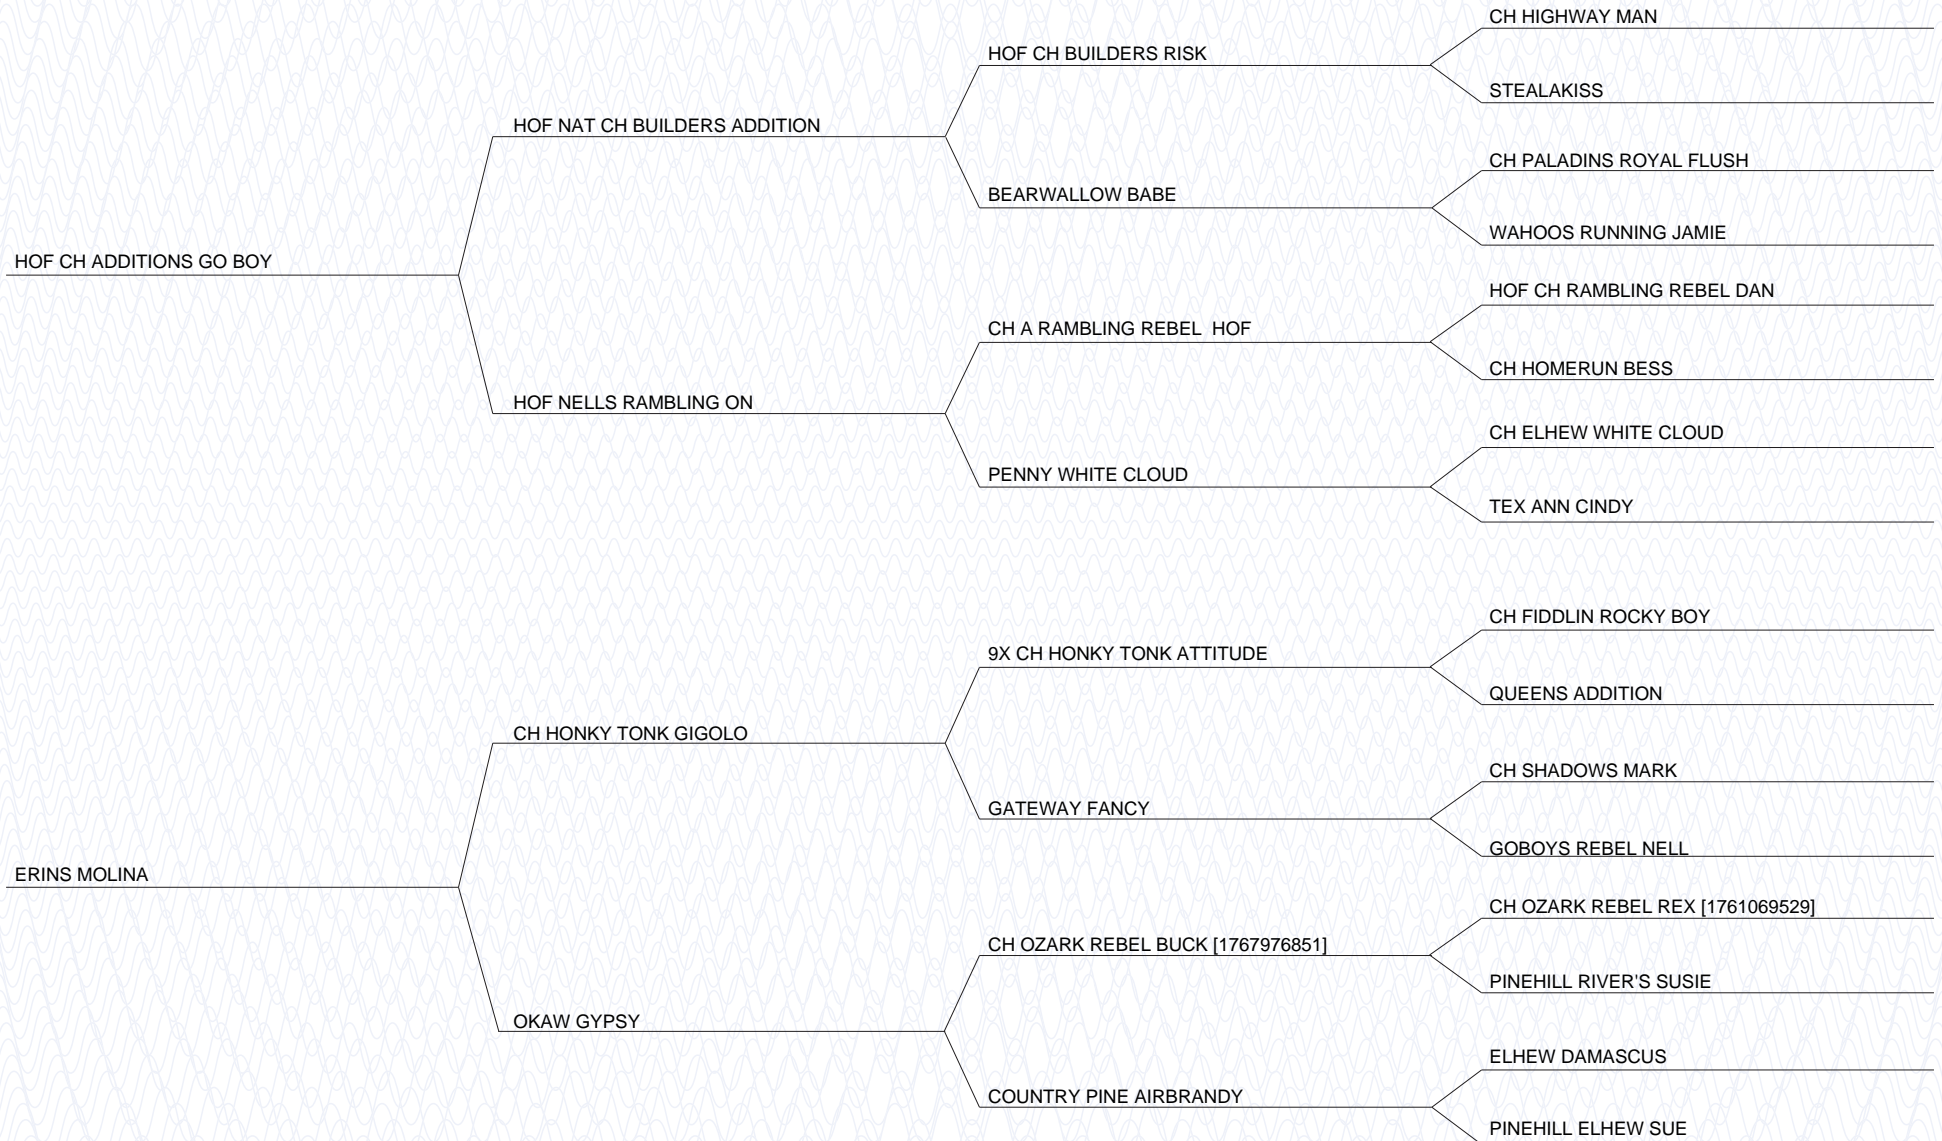 CH HIGHWAY MAN
HOF CH BUILDERS RISK
STEALAKISS
HOF NAT CH BUILDERS ADDITION
CH PALADINS ROYAL FLUSH
BEARWALLOW BABE
WAHOOS RUNNING JAMIE
HOF CH ADDITIONS GO BOY
HOF CH RAMBLING REBEL DAN
CH A RAMBLING REBEL  HOF
CH HOMERUN BESS
HOF NELLS RAMBLING ON
CH ELHEW WHITE CLOUD
PENNY WHITE CLOUD
TEX ANN CINDY
CH FIDDLIN ROCKY BOY
9X CH HONKY TONK ATTITUDE
QUEENS ADDITION
CH HONKY TONK GIGOLO
CH SHADOWS MARK
GATEWAY FANCY
GOBOYS REBEL NELL
ERINS MOLINA
CH OZARK REBEL REX [1761069529]
CH OZARK REBEL BUCK [1767976851]
PINEHILL RIVER'S SUSIE
OKAW GYPSY
ELHEW DAMASCUS
COUNTRY PINE AIRBRANDY
PINEHILL ELHEW SUE